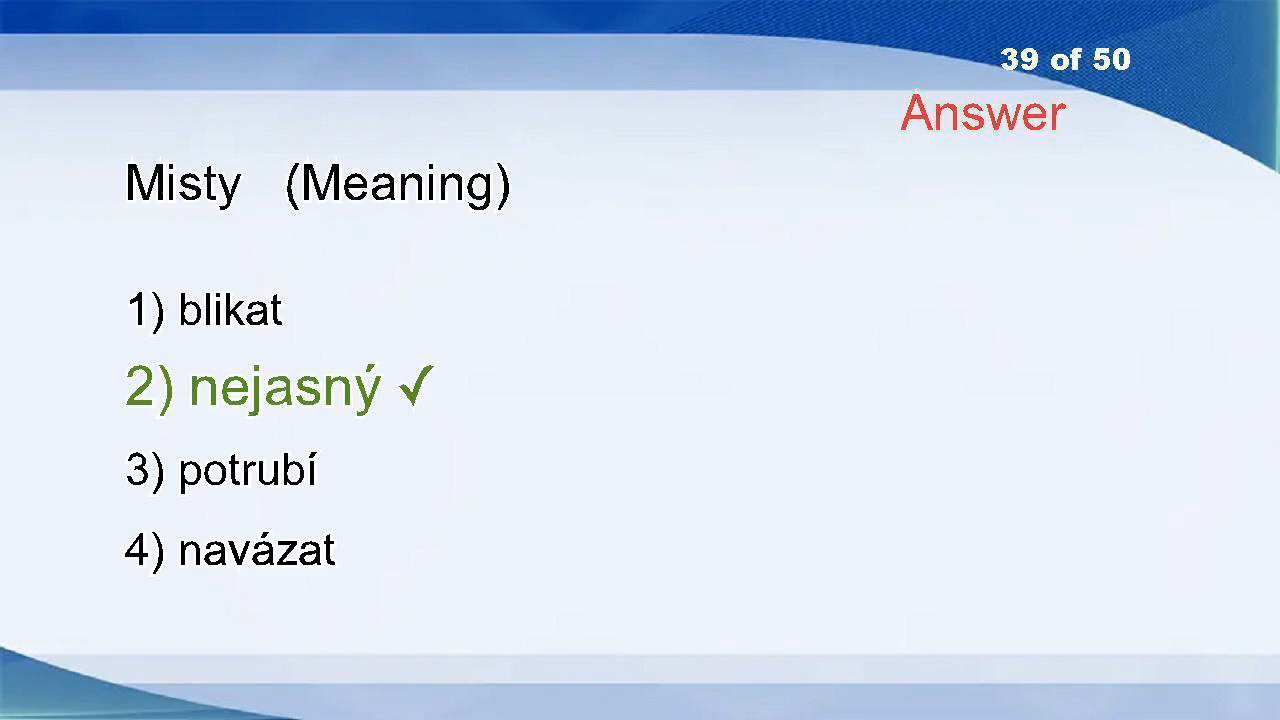 39 of 50
Answer
Misty (Meaning)
1) blikat
2) nejasný ✓
3) potrubí
4) navázat